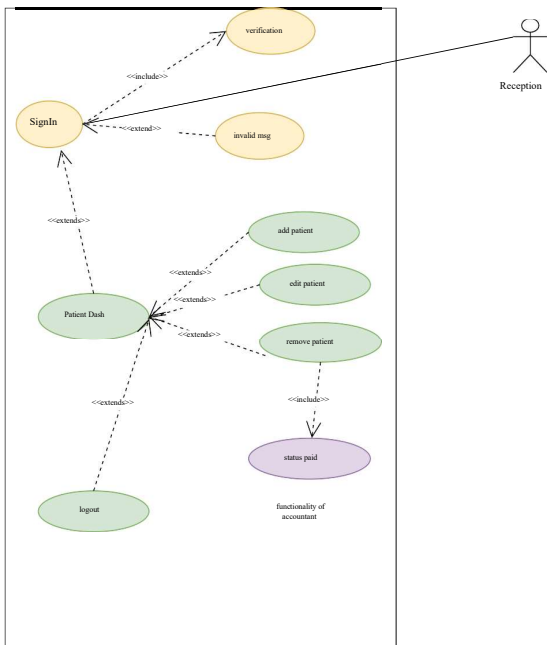 verification
<<include>>
Reception
SignIn
<<extend>>
invalid msg
<<extends>>
add patient
<<extends>>
edit patient
<<extends>>
Patient Dash
<<extends>>
remove patient
<<extends>>
<<include>>
status paid
logout
functionality of
accountant